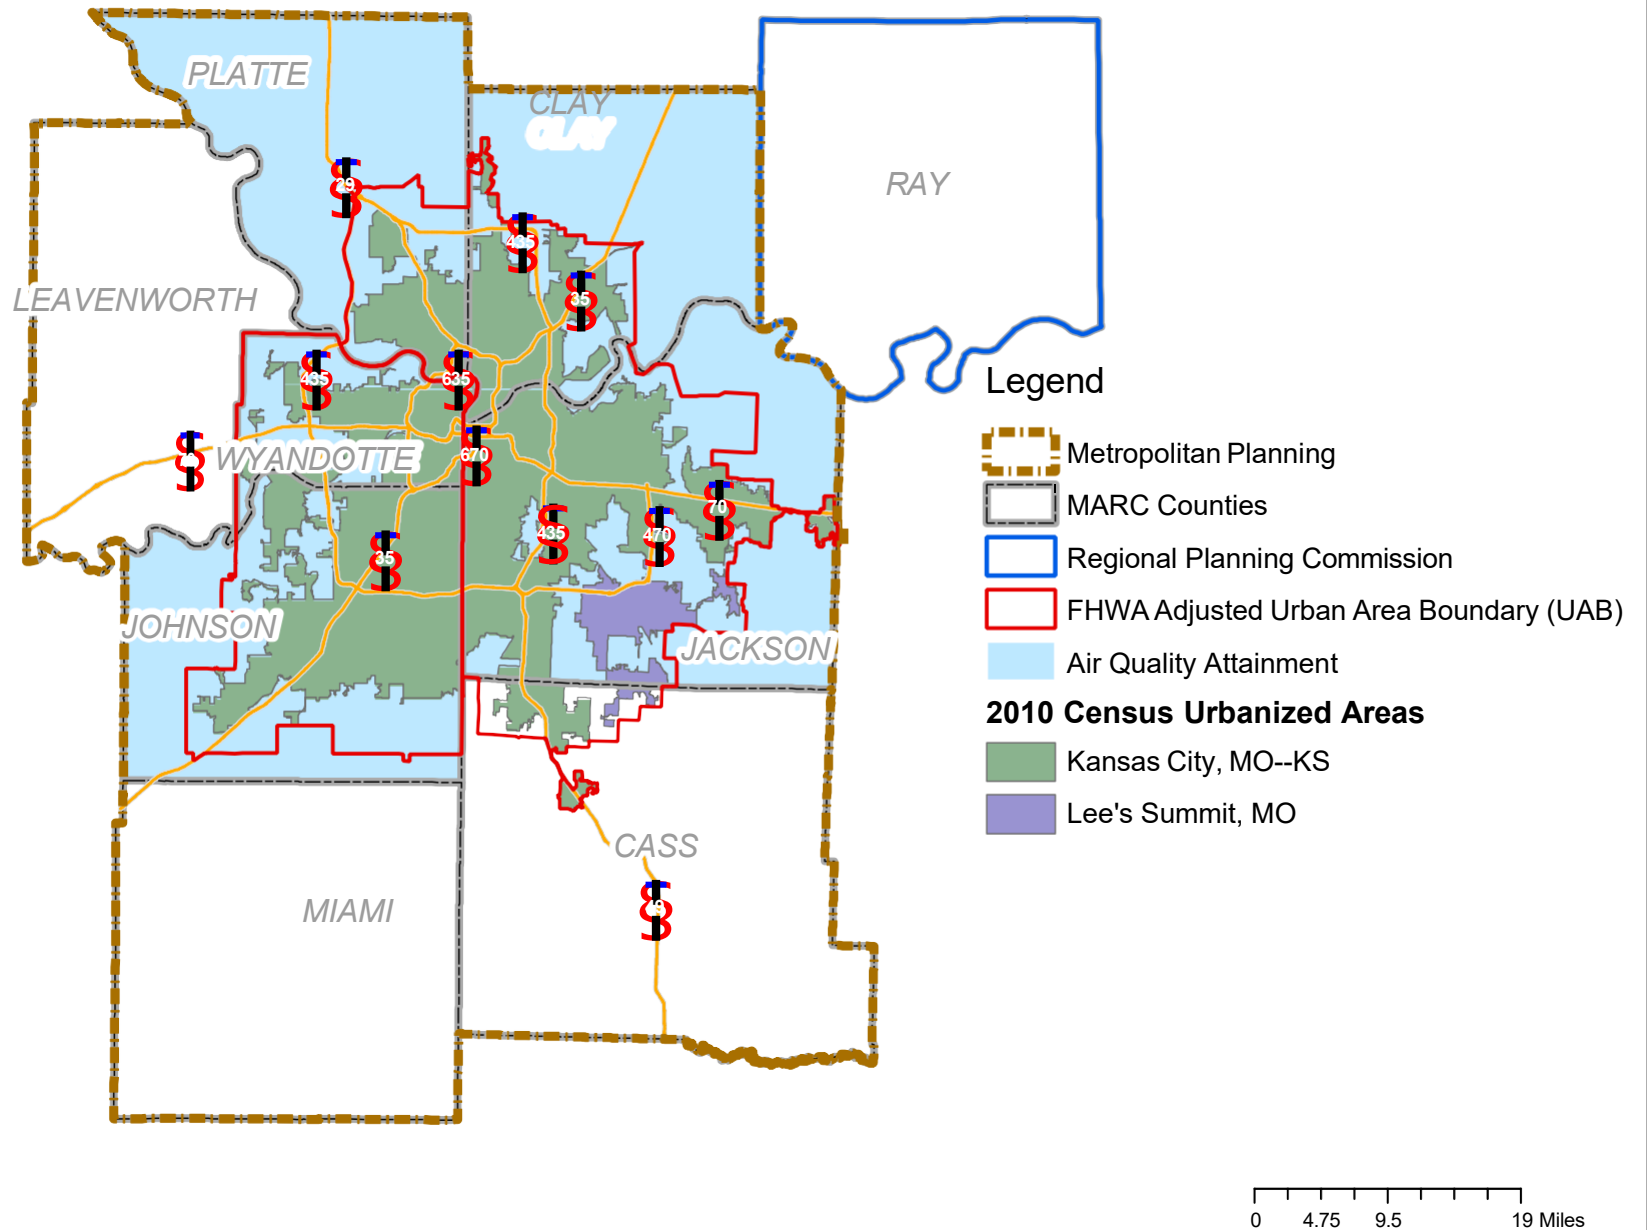 PLATTE
CLAY
CLAY
RAY
29
435
LEAVENWORTH
35
435
635
Legend
WYANDOTTE
670
Metropolitan Planning
70
MARC Counties
435
470
35
Regional Planning Commission
FHWA Adjusted Urban Area Boundary (UAB)
JOHNSON
JACKSON
Air Quality Attainment
2010 Census Urbanized Areas
Kansas City, MO--KS
Lee's Summit, MO
CASS
MIAMI
0 4.75 9.5 19 Miles